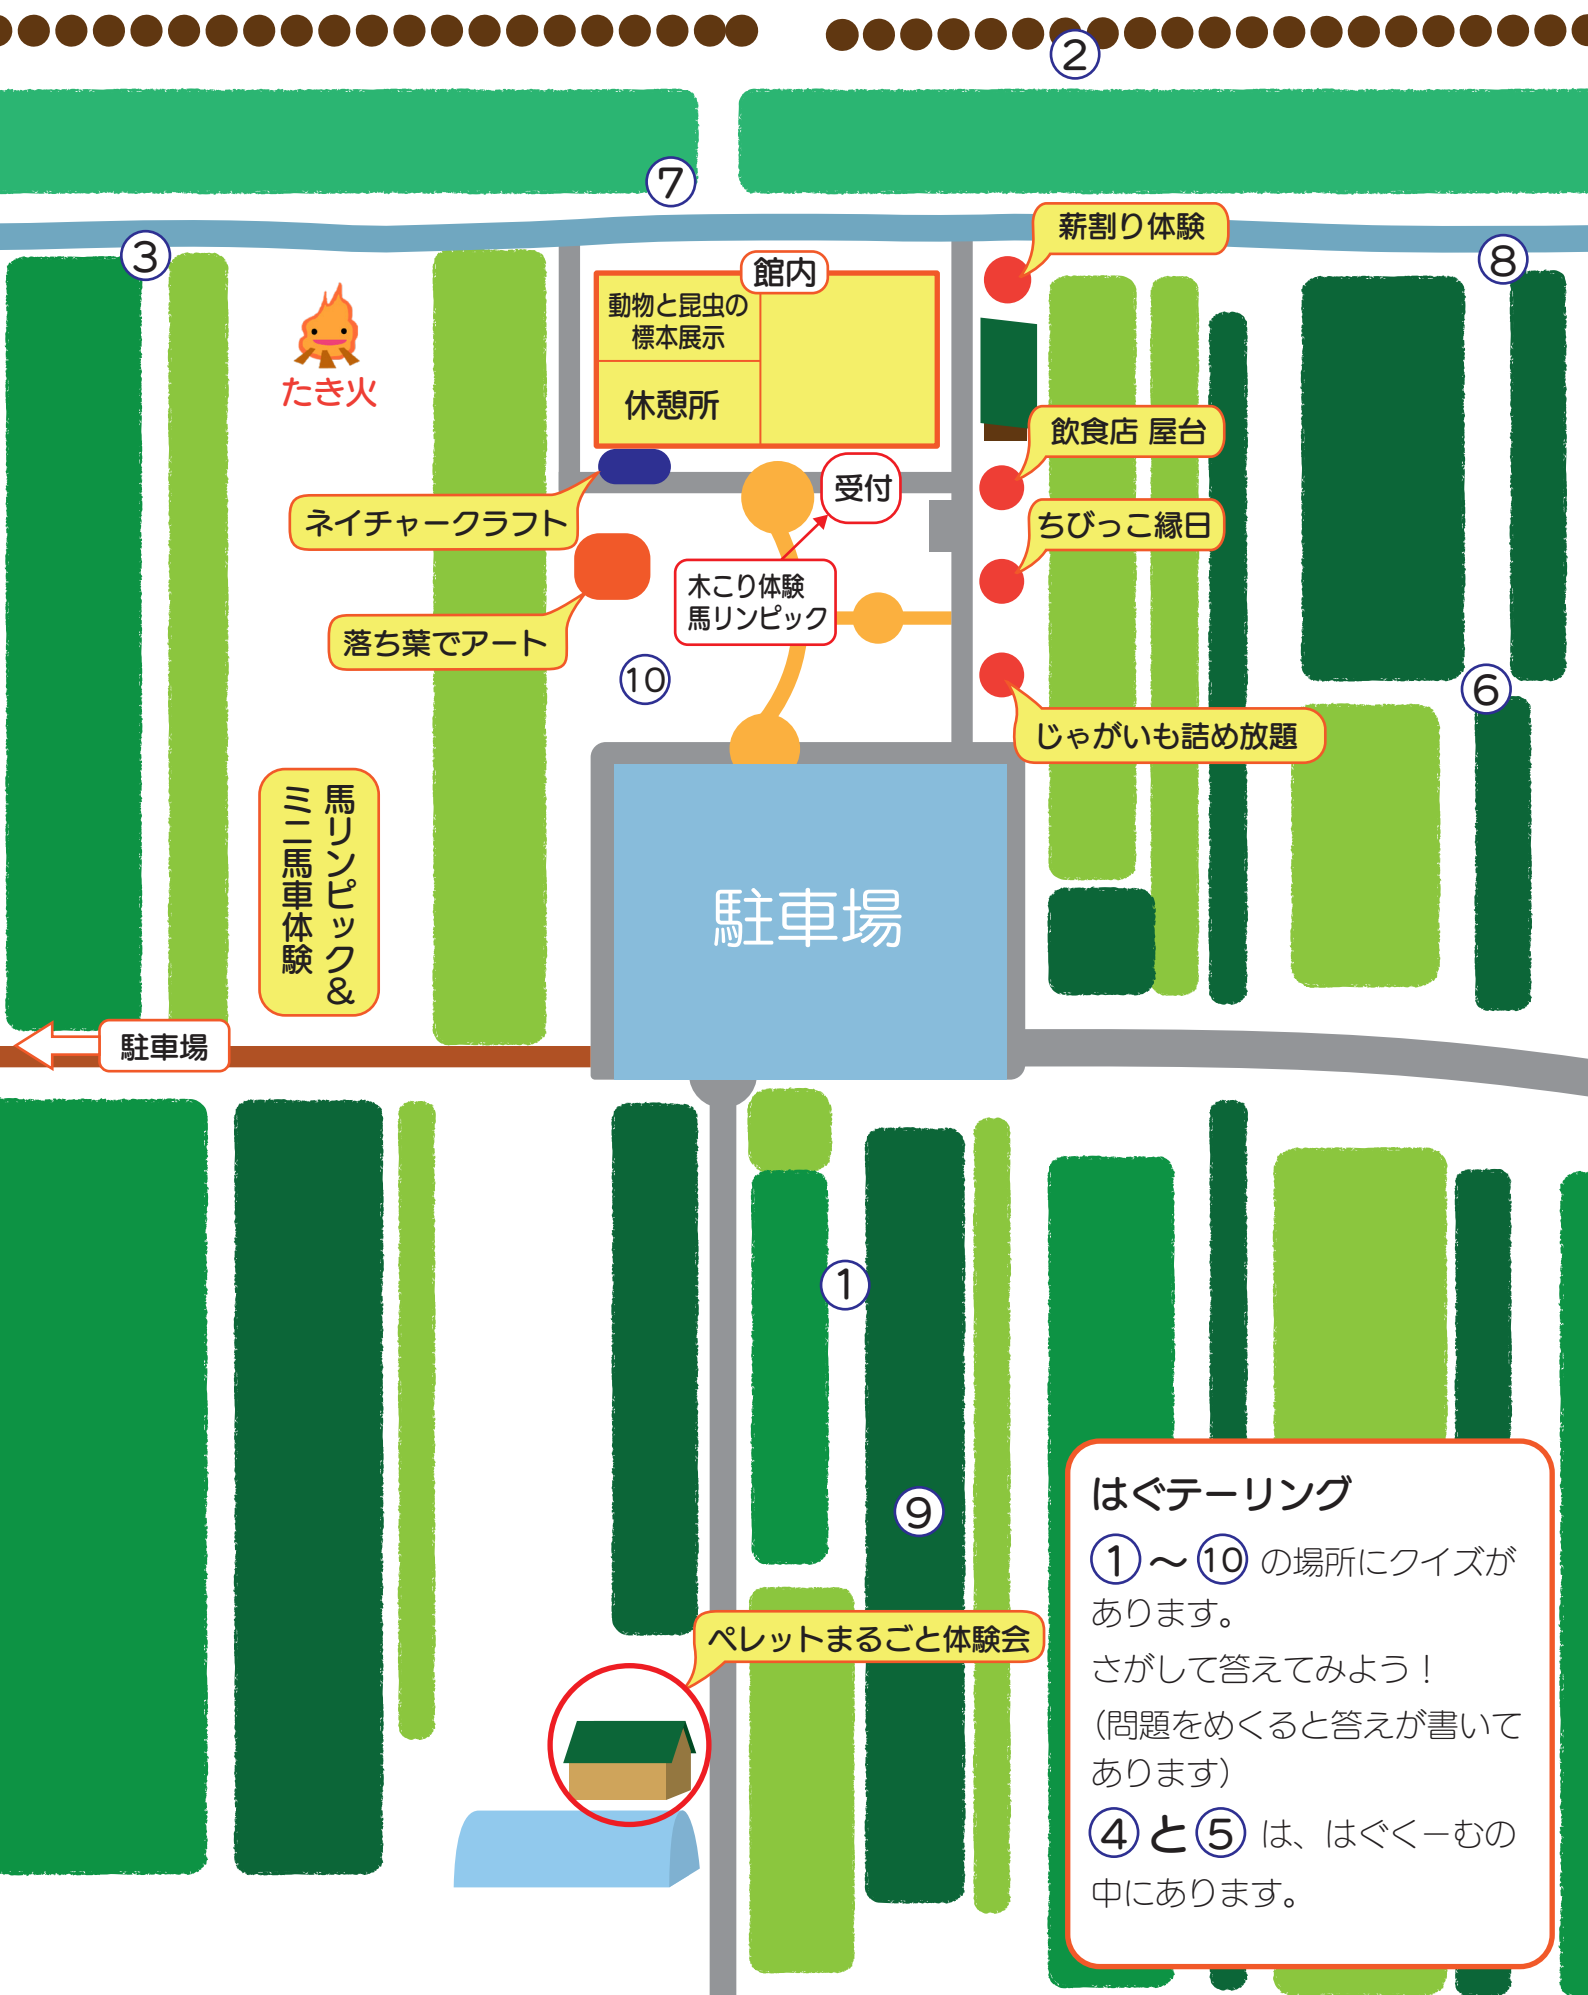 ②
⑦
③
薪割り体験
⑧
館内
動物と昆虫の
標本展示
休憩所
たき火
飲食店 屋台
受付
ネイチャークラフト
ちびっこ縁日
木こり体験
馬リンピック
落ち葉でアート
⑩
⑥
じゃがいも詰め放題
馬リンピック&
ミニ馬車体験
駐車場
駐車場
①
⑨
ペレットまるごと体験会
はぐテーリング
①〜⑩の場所にクイズが
あります。
さがして答えてみよう！
（問題をめくると答えが書いて
あります）
④と⑤は、はぐくーむの
中にあります。